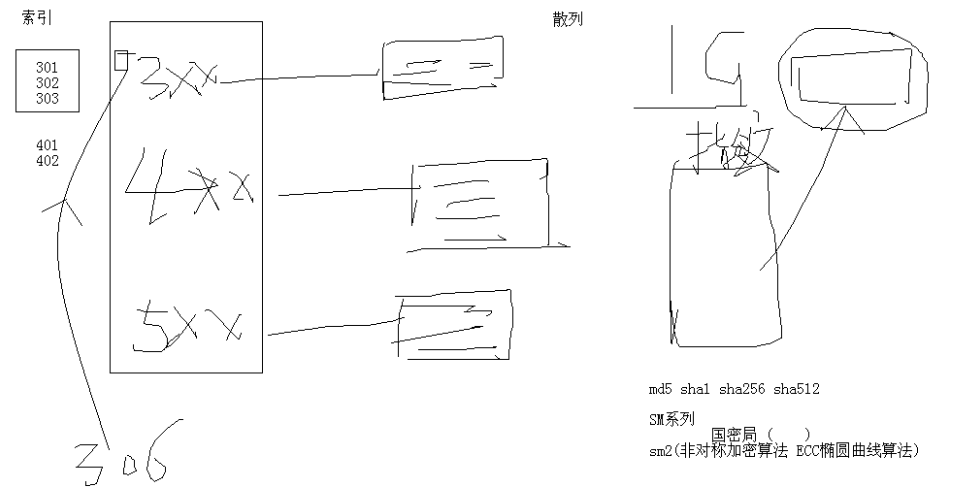 索引
301
302
303
401
402
3xx
4xx
5xx
306
散列
md5 sha1 sha256 sha512
SM系列
国密局（    ）
sm2(非对称加密算法 ECC椭圆曲线算法)